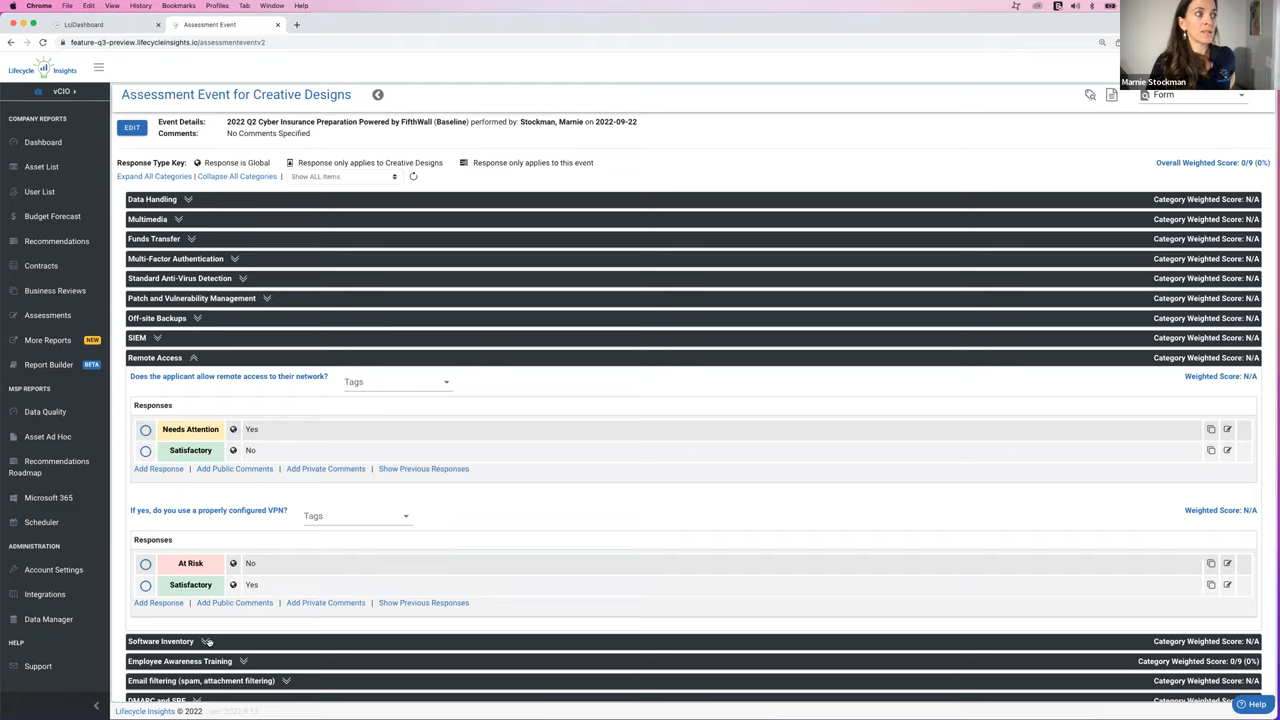 Chrome File Edit View History Bookmarks Profiles Tab Window Help
LciDashboard
Assessment Event
feature-q3-preview.lifecycleinsights.io/assessmenteventv2
Marnie Stockman
Lifecycle Insights
vCIO
COMPANY REPORTS
Dashboard
Asset List
User List
Budget Forecast
Recommendations
Contracts
Business Reviews
Assessments
More Reports NEW
Report Builder BETA
MSP REPORTS
Data Quality
Asset Ad Hoc
Recommendations
Roadmap
Microsoft 365
Scheduler
ADMINISTRATION
Account Settings
Integrations
Data Manager
HELP
Support
Assessment Event for Creative Designs
Form
EDIT
Event Details: 2022 Q2 Cyber Insurance Preparation Powered by FifthWall (Baseline) performed by: Stockman, Marnie on 2022-09-22
Comments: No Comments Specified
Response Type Key: Response is Global Response only applies to Creative Designs Response only applies to this event
Overall Weighted Score: 0/9 (0%)
Expand All Categories | Collapse All Categories | Show ALL Items
Data Handling Category Weighted Score: N/A
Multimedia Category Weighted Score: N/A
Funds Transfer Category Weighted Score: N/A
Multi-Factor Authentication Category Weighted Score: N/A
Standard Anti-Virus Detection Category Weighted Score: N/A
Patch and Vulnerability Management Category Weighted Score: N/A
Off-site Backups Category Weighted Score: N/A
SIEM Category Weighted Score: N/A
Remote Access Category Weighted Score: N/A
Does the applicant allow remote access to their network? Tags Weighted Score: N/A
Responses
Needs Attention Yes
Satisfactory No
Add Response | Add Public Comments | Add Private Comments | Show Previous Responses
If yes, do you use a properly configured VPN? Tags Weighted Score: N/A
Responses
At Risk No
Satisfactory Yes
Add Response | Add Public Comments | Add Private Comments | Show Previous Responses
Software Inventory Category Weighted Score: N/A
Employee Awareness Training Category Weighted Score: 0/9 (0%)
Email filtering (spam, attachment filtering) Category Weighted Score: N/A
DMARC and SPF
Lifecycle Insights © 2022 ver: 2022.9.13
Help